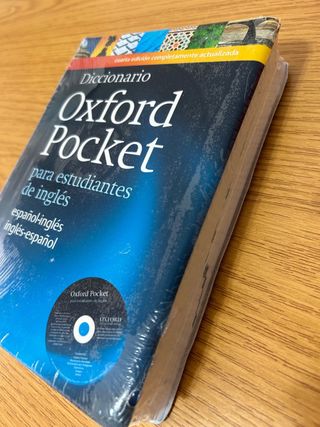 cuarta edición completamente actualizada
Diccionario
Oxford
Pocket
para estudiantes
de inglés
español-inglés
inglés-español
Oxford Pocket
OXFORD